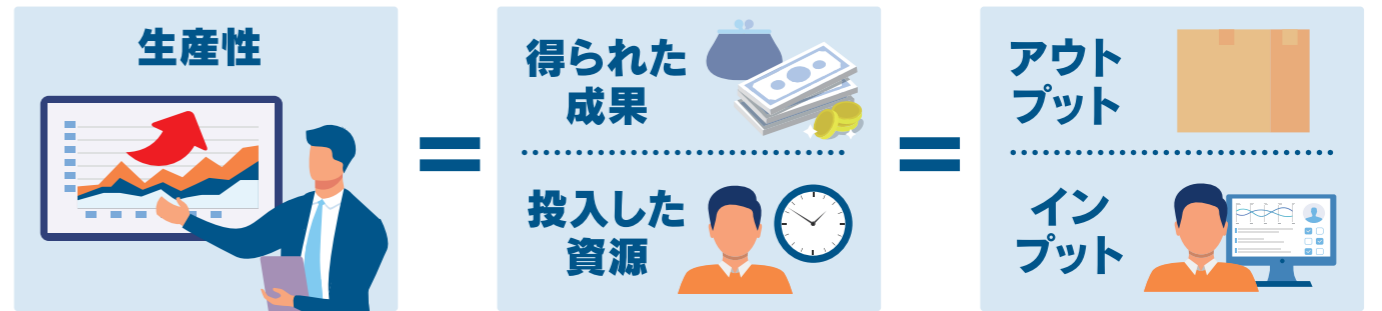 生産性
=
得られた
成果
投入した
資源
=
アウト
プット
イン
プット